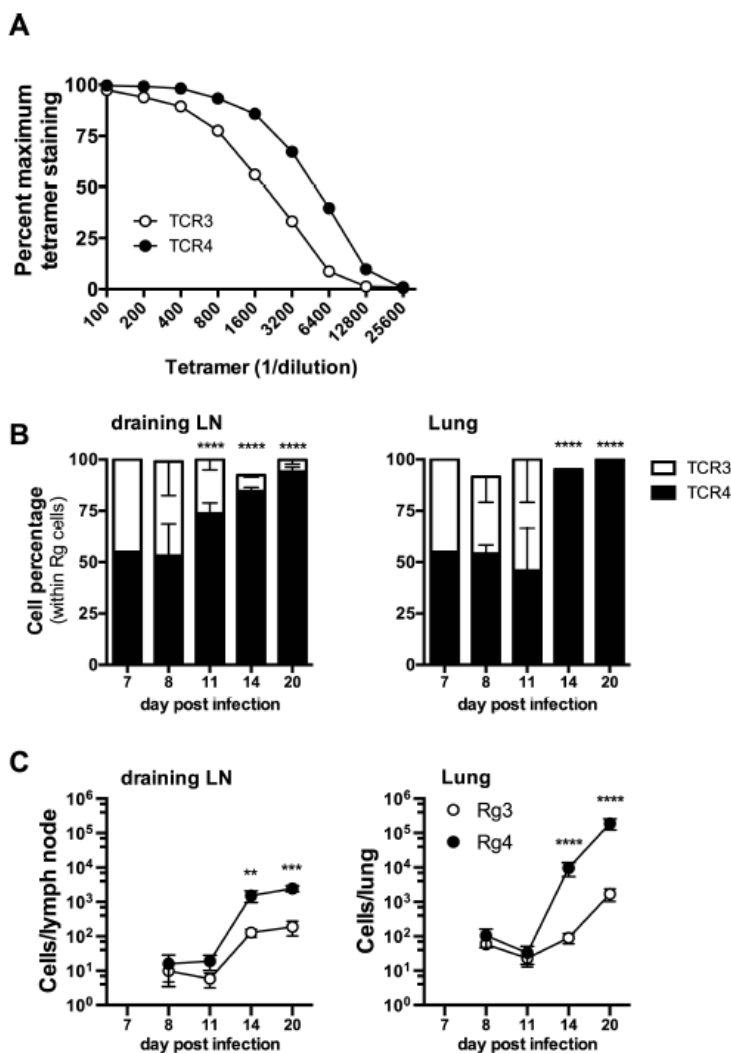 A
Percent maximum
tetramer staining
100
75
50
25
0
TCR3
TCR4
100
200
400
800
1600
3200
6400
12800
25600
Tetramer (1/dilution)
B
draining LN
Lung
**** **** ****
**** ****
Cell percentage
(within Rg cells)
100
75
50
25
0
100
75
50
25
0
TCR3
TCR4
7 8 11 14 20
7 8 11 14 20
day post infection
day post infection
C
draining LN
Lung
Cells/lymph node
10⁶
10⁵
10⁴
10³
10²
10¹
10⁰
** ***
7 8 11 14 20
day post infection
Cells/lung
10⁶
10⁵
10⁴
10³
10²
10¹
10⁰
Rg3
Rg4
****
****
7 8 11 14 20
day post infection